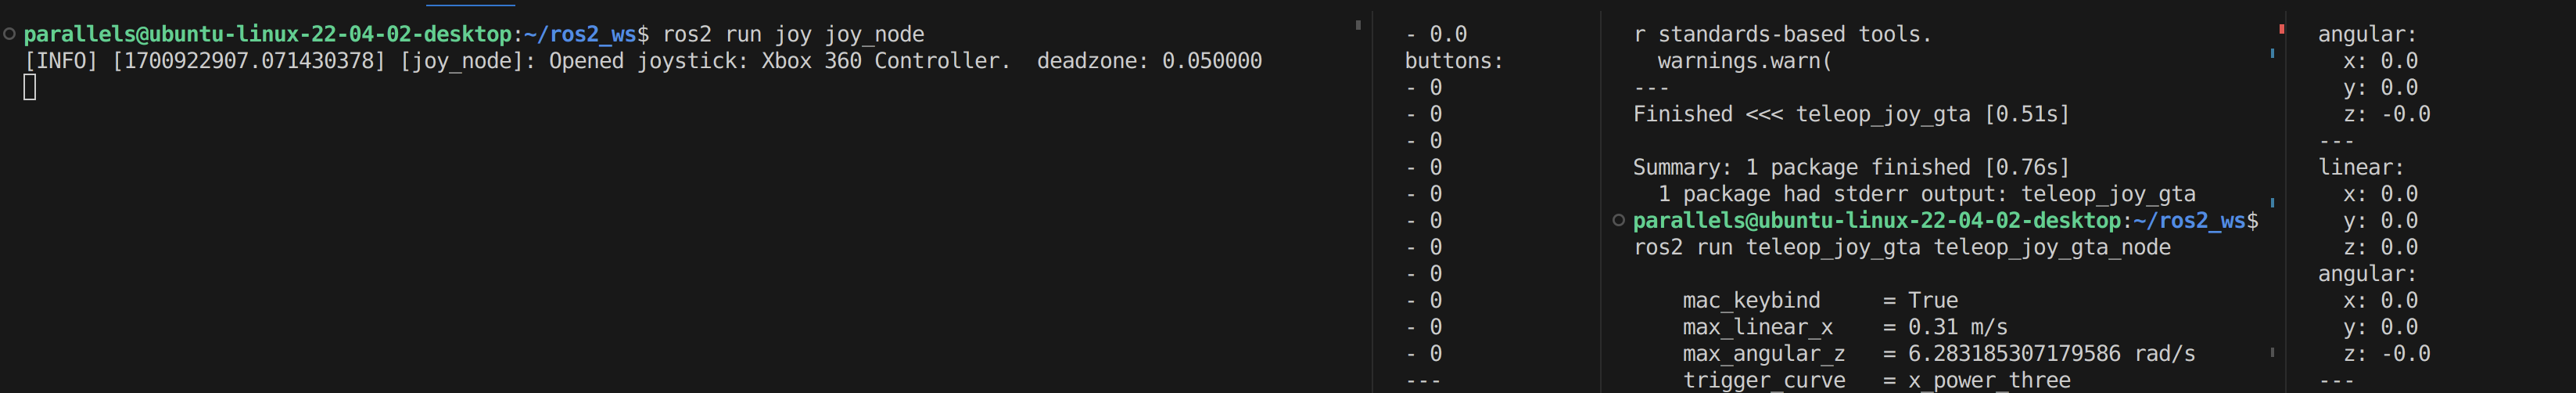 parallels@ubuntu-linux-22-04-02-desktop:~/ros2_ws$ ros2 run joy joy_node
[INFO] [1700922907.071430378] [joy_node]: Opened joystick: Xbox 360 Controller.  deadzone: 0.050000
- 0.0
buttons:
- 0
- 0
- 0
- 0
- 0
- 0
- 0
- 0
- 0
- 0
- 0
---
r standards-based tools.
  warnings.warn(
---
Finished <<< teleop_joy_gta [0.51s]

Summary: 1 package finished [0.76s]
  1 package had stderr output: teleop_joy_gta
parallels@ubuntu-linux-22-04-02-desktop:~/ros2_ws$
ros2 run teleop_joy_gta teleop_joy_gta_node

    mac_keybind     = True
    max_linear_x    = 0.31 m/s
    max_angular_z   = 6.283185307179586 rad/s
    trigger_curve   = x_power_three
angular:
  x: 0.0
  y: 0.0
  z: -0.0
---
linear:
  x: 0.0
  y: 0.0
  z: 0.0
angular:
  x: 0.0
  y: 0.0
  z: -0.0
---